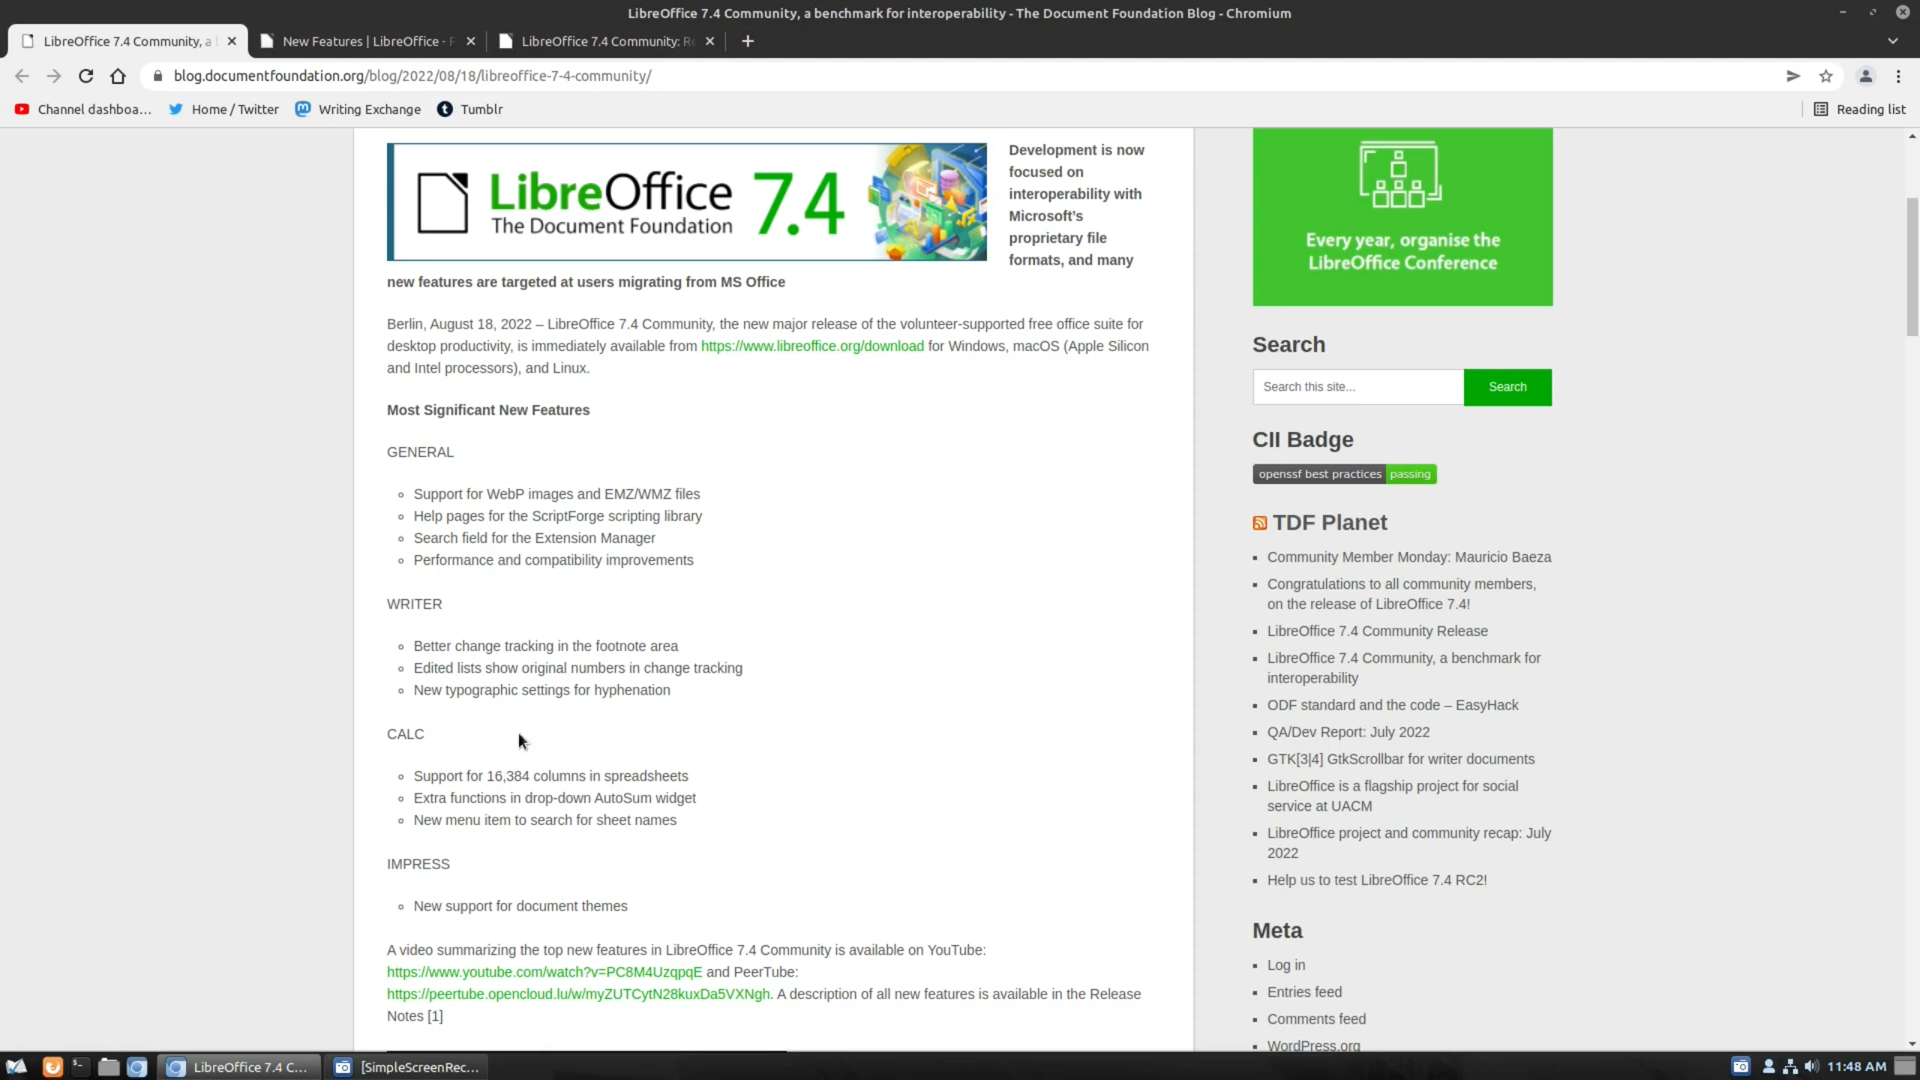 LibreOffice 7.4 Community, a benchmark for interoperability - The Document Foundation Blog - Chromium
LibreOffice 7.4 Community, a
New Features | LibreOffice - F
LibreOffice 7.4 Community: Re
blog.documentfoundation.org/blog/2022/08/18/libreoffice-7-4-community/
Channel dashboa...
Home / Twitter
Writing Exchange
Tumblr
Reading list
LibreOffice 7.4
The Document Foundation
Development is now
focused on
interoperability with
Microsoft's
proprietary file
formats, and many
new features are targeted at users migrating from MS Office
Berlin, August 18, 2022 – LibreOffice 7.4 Community, the new major release of the volunteer-supported free office suite for
desktop productivity, is immediately available from https://www.libreoffice.org/download for Windows, macOS (Apple Silicon
and Intel processors), and Linux.
Most Significant New Features
GENERAL
Support for WebP images and EMZ/WMZ files
Help pages for the ScriptForge scripting library
Search field for the Extension Manager
Performance and compatibility improvements
WRITER
Better change tracking in the footnote area
Edited lists show original numbers in change tracking
New typographic settings for hyphenation
CALC
Support for 16,384 columns in spreadsheets
Extra functions in drop-down AutoSum widget
New menu item to search for sheet names
IMPRESS
New support for document themes
A video summarizing the top new features in LibreOffice 7.4 Community is available on YouTube:
https://www.youtube.com/watch?v=PC8M4UzqpqE and PeerTube:
https://peertube.opencloud.lu/w/myZUTCytN28kuxDa5VXNgh. A description of all new features is available in the Release
Notes [1]
Every year, organise the
LibreOffice Conference
Search
Search this site...
Search
CII Badge
openssf best practices passing
TDF Planet
Community Member Monday: Mauricio Baeza
Congratulations to all community members,
on the release of LibreOffice 7.4!
LibreOffice 7.4 Community Release
LibreOffice 7.4 Community, a benchmark for
interoperability
ODF standard and the code – EasyHack
QA/Dev Report: July 2022
GTK[3|4] GtkScrollbar for writer documents
LibreOffice is a flagship project for social
service at UACM
LibreOffice project and community recap: July
2022
Help us to test LibreOffice 7.4 RC2!
Meta
Log in
Entries feed
Comments feed
WordPress.org
LibreOffice 7.4 C...
[SimpleScreenRec...
11:48 AM